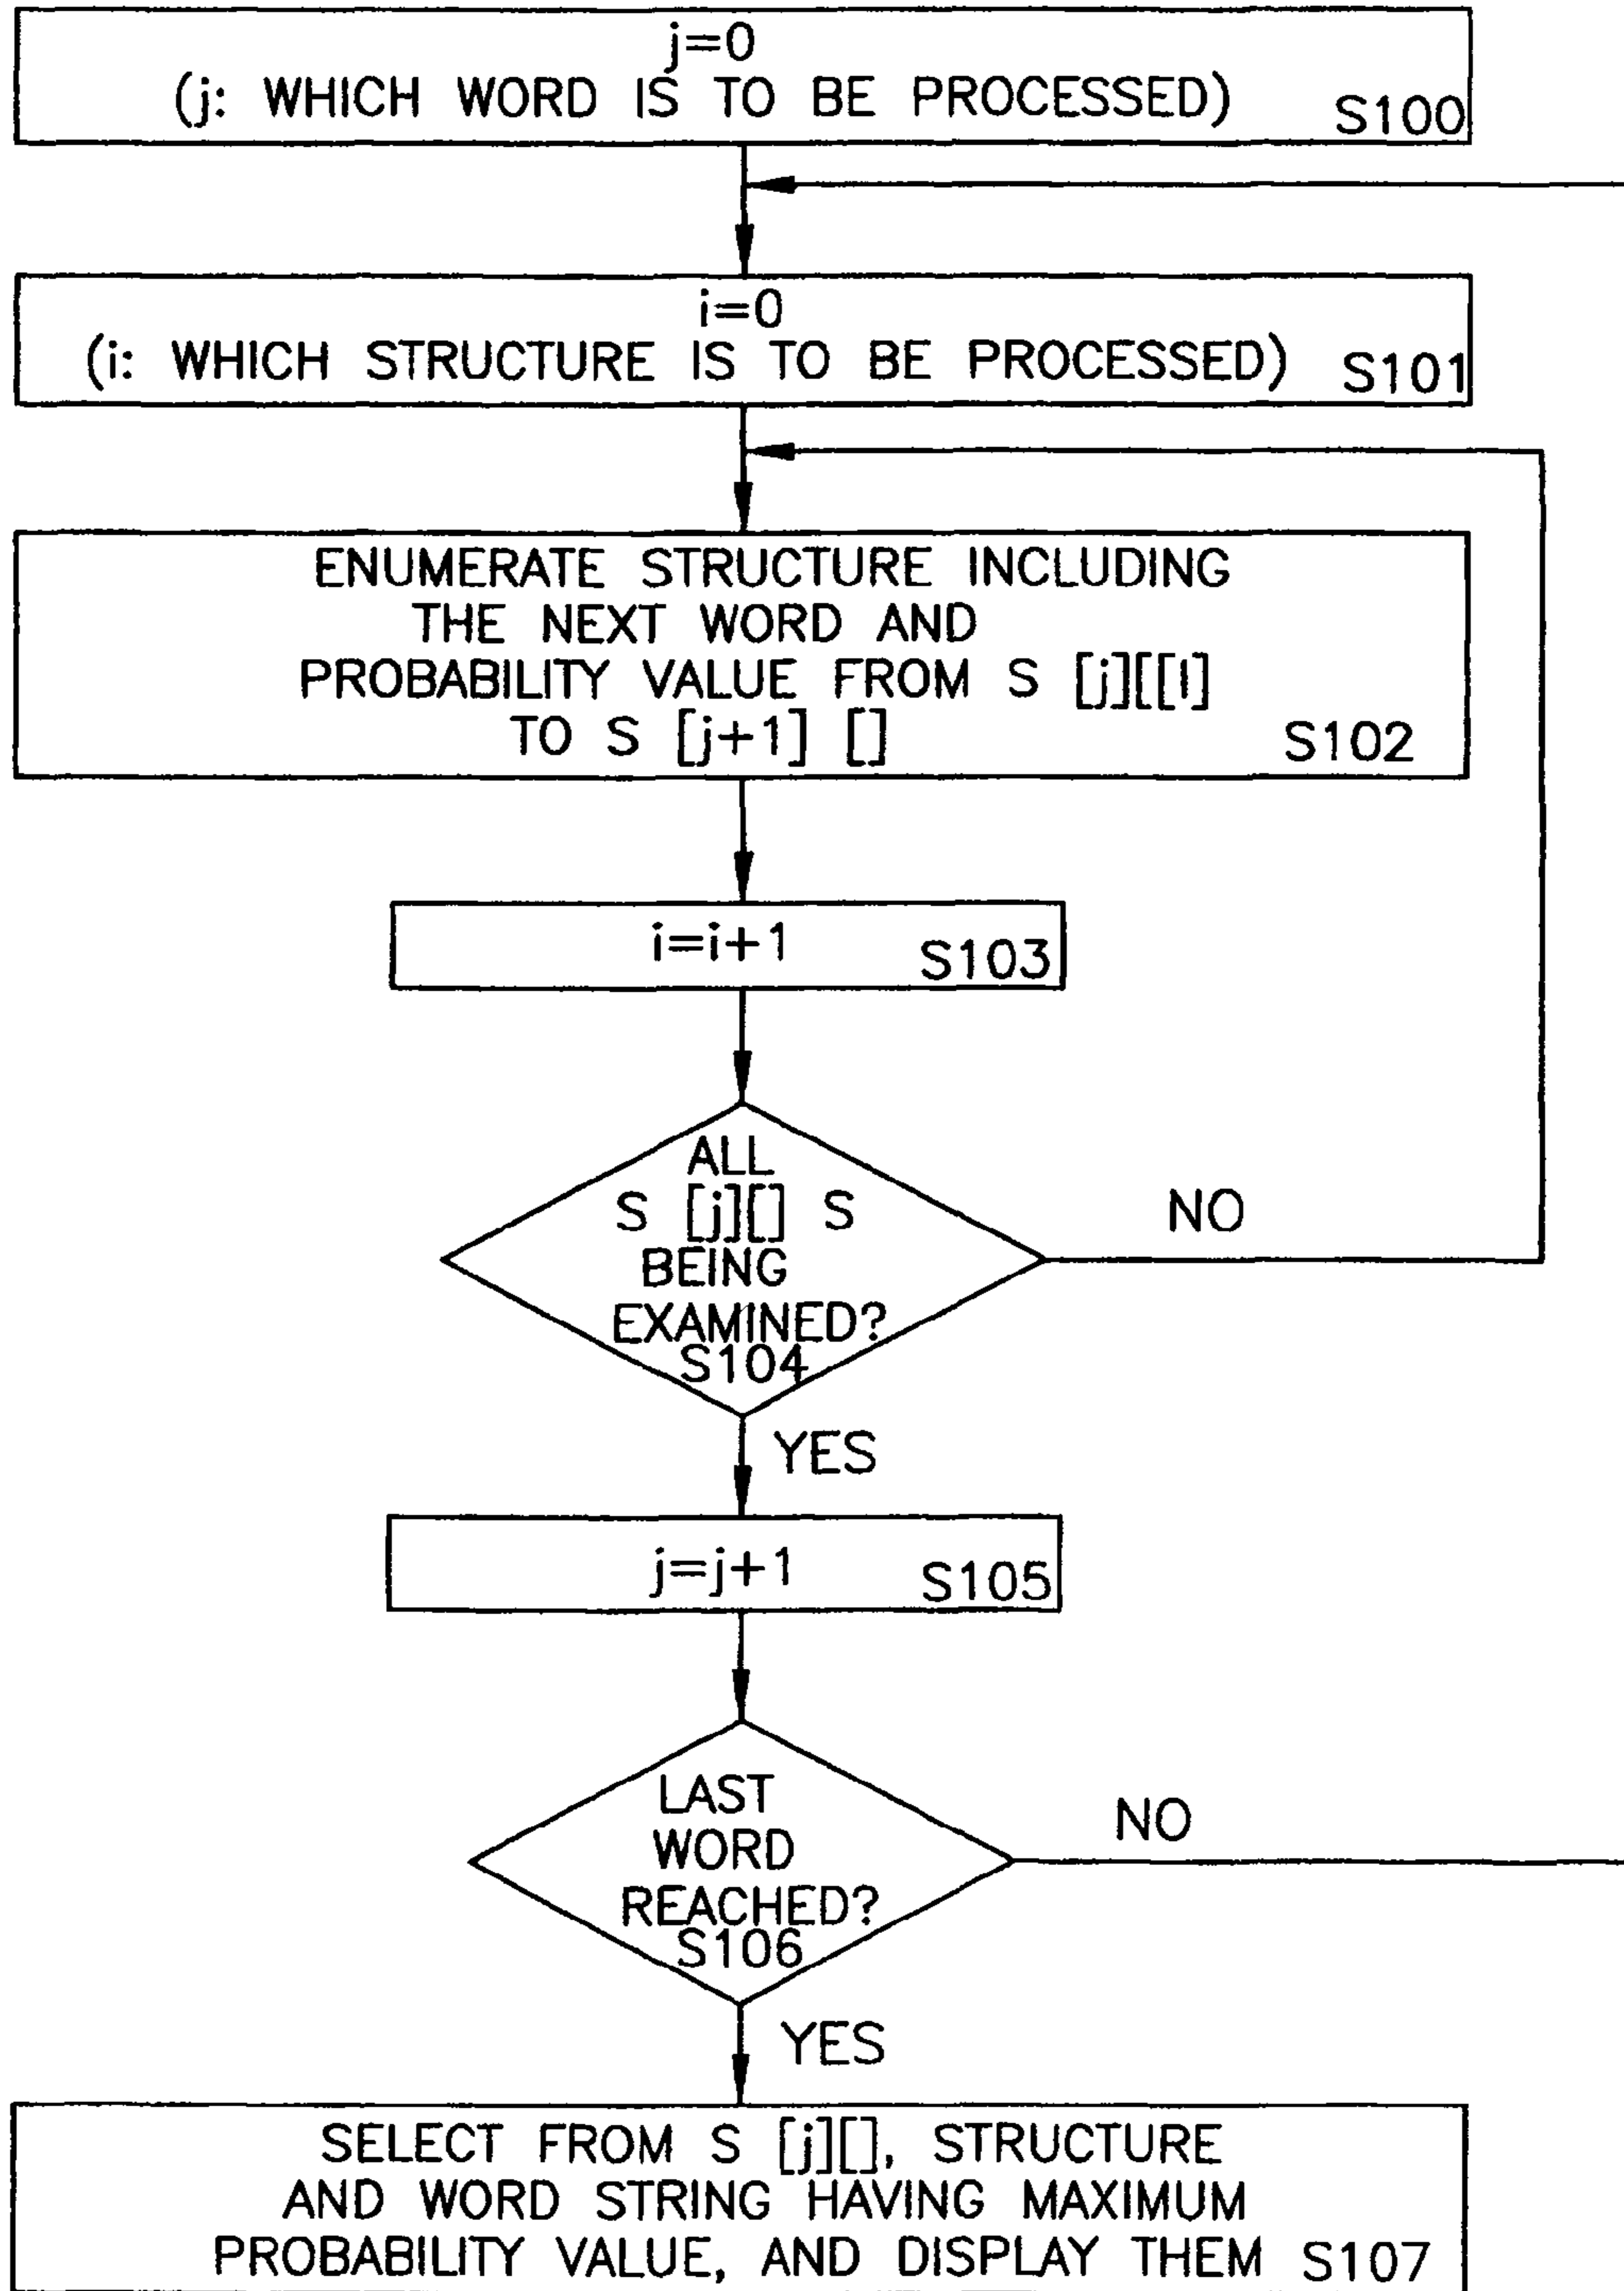 j=0
(j: WHICH WORD IS TO BE PROCESSED) S100
i=0
(i: WHICH STRUCTURE IS TO BE PROCESSED) S101
ENUMERATE STRUCTURE INCLUDING
THE NEXT WORD AND
PROBABILITY VALUE FROM S [j][[I]
TO S [j+1] [] S102
i=i+1 S103
ALL
S [j][] S
BEING
EXAMINED?
S104
NO
YES
j=j+1 S105
LAST
WORD
REACHED?
S106
NO
YES
SELECT FROM S [j][], STRUCTURE
AND WORD STRING HAVING MAXIMUM
PROBABILITY VALUE, AND DISPLAY THEM S107